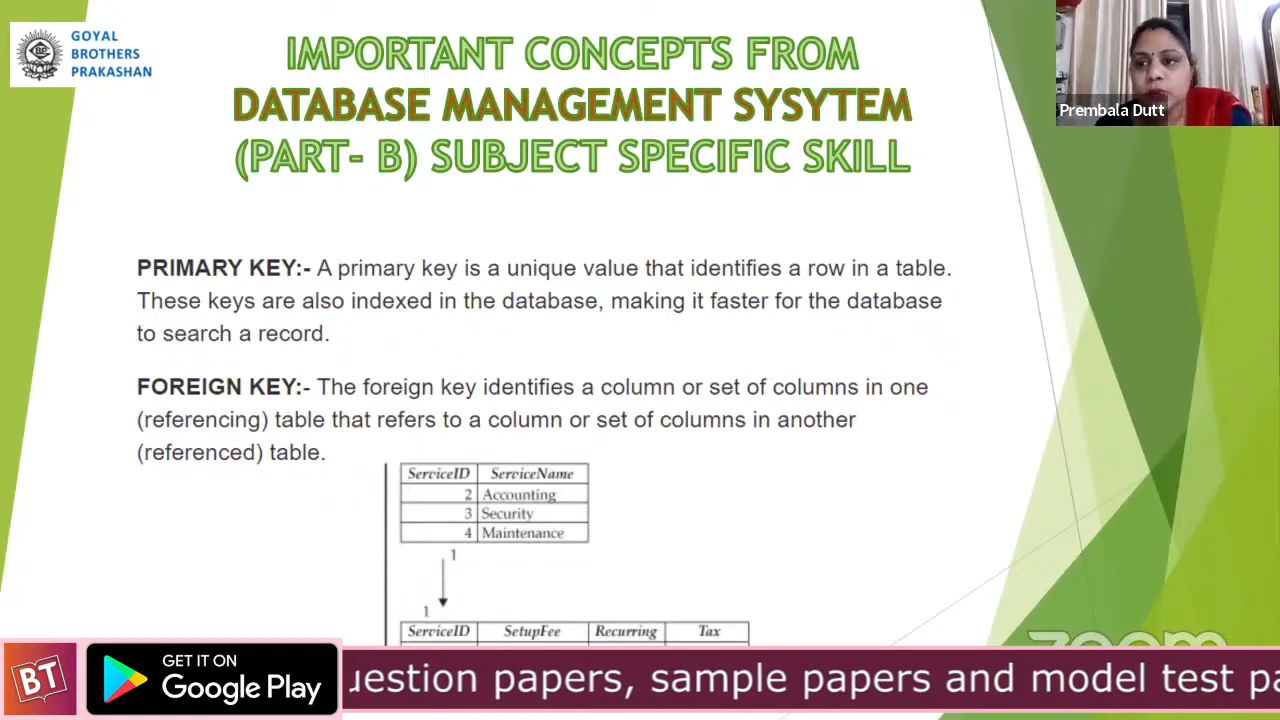 GOYAL
BROTHERS
PRAKASHAN
IMPORTANT CONCEPTS FROM
DATABASE MANAGEMENT SYSYTEM
(PART- B) SUBJECT SPECIFIC SKILL
Prembala Dutt
PRIMARY KEY:- A primary key is a unique value that identifies a row in a table.
These keys are also indexed in the database, making it faster for the database
to search a record.
FOREIGN KEY:- The foreign key identifies a column or set of columns in one
(referencing) table that refers to a column or set of columns in another
(referenced) table.
ServiceID ServiceName
2 Accounting
3 Security
4 Maintenance
1
1
ServiceID SetupFee Recurring Tax
zoom
BT
GET IT ON
Google Play
uestion papers, sample papers and model test pa